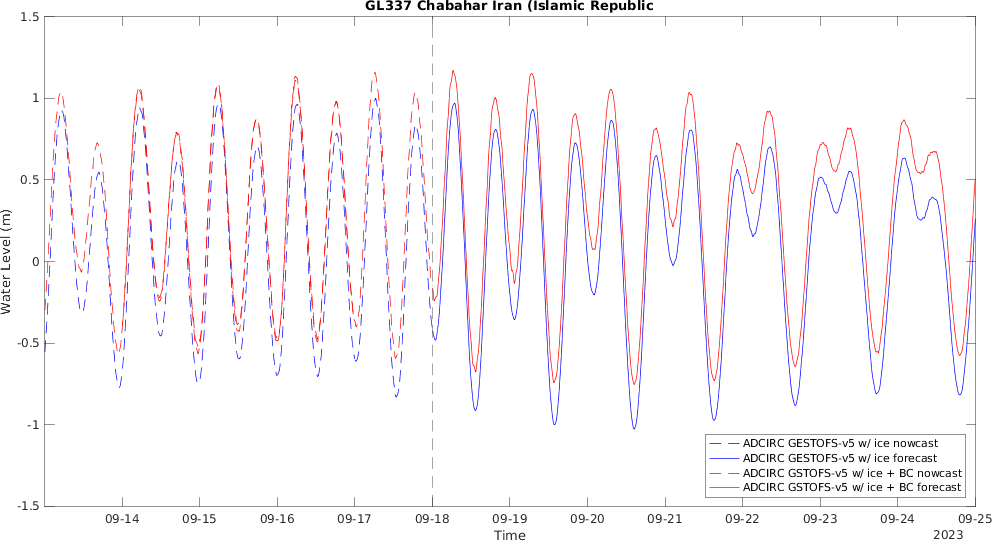 GL337 Chabahar Iran (Islamic Republic
1.5
1
0.5
0
-0.5
-1
-1.5
Water Level (m)
09-14 09-15 09-16 09-17 09-18 09-19 09-20 09-21 09-22 09-23 09-24 09-25
Time
2023
ADCIRC GESTOFS-v5 w/ ice nowcast
ADCIRC GESTOFS-v5 w/ ice forecast
ADCIRC GSTOFS-v5 w/ ice + BC nowcast
ADCIRC GSTOFS-v5 w/ ice + BC forecast